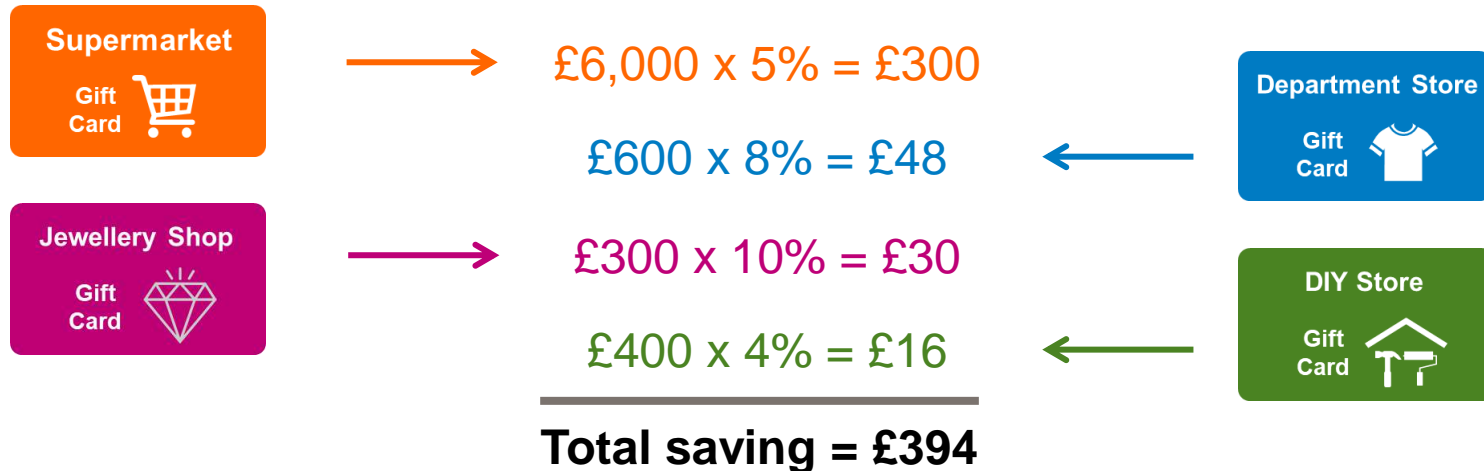 Supermarket
Gift
Card
£6,000 x 5% = £300
Department Store
Gift
Card
£600 x 8% = £48
Jewellery Shop
Gift
Card
£300 x 10% = £30
DIY Store
Gift
Card
£400 x 4% = £16
Total saving = £394